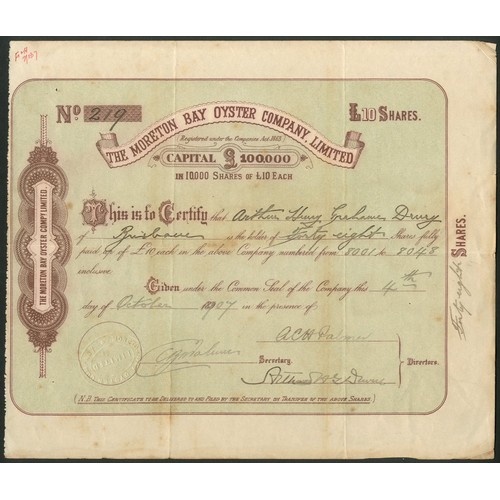 No 219
£10 SHARES.
THE MORETON BAY OYSTER COMPANY, LIMITED
Registered under the Companies Act 1863
CAPITAL £ 100,000
IN 10,000 SHARES OF £10 EACH
This is to Certify that Arthur Henry Grahame Drury
of Brisbane is the holder of Forty eight Shares fully
paid up of £10 each in the above Company numbered from 8001 to 8048
inclusive.
Given under the Common Seal of the Company this 4th
day of October 1907 in the presence of
A C H Palmer
Secretary.
Directors.
(N.B. THIS CERTIFICATE TO BE DELIVERED TO AND FILED BY THE SECRETARY ON TRANSFER OF THE ABOVE SHARES.)
THE MORETON BAY OYSTER COMPY LIMITED.
Forty eight SHARES.